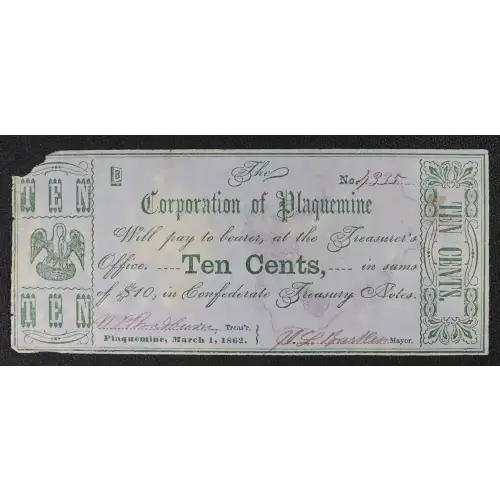 TEN
TEN
The
No. 4335
Corporation of Plaquemine
Will pay to bearer, at the Treasurer's
Office, ---- Ten Cents, ---- in sums
of $10, in Confederate Treasury Notes.
Treas'r.
Mayor.
Plaquemine, March 1, 1862.
TEN CENTS.